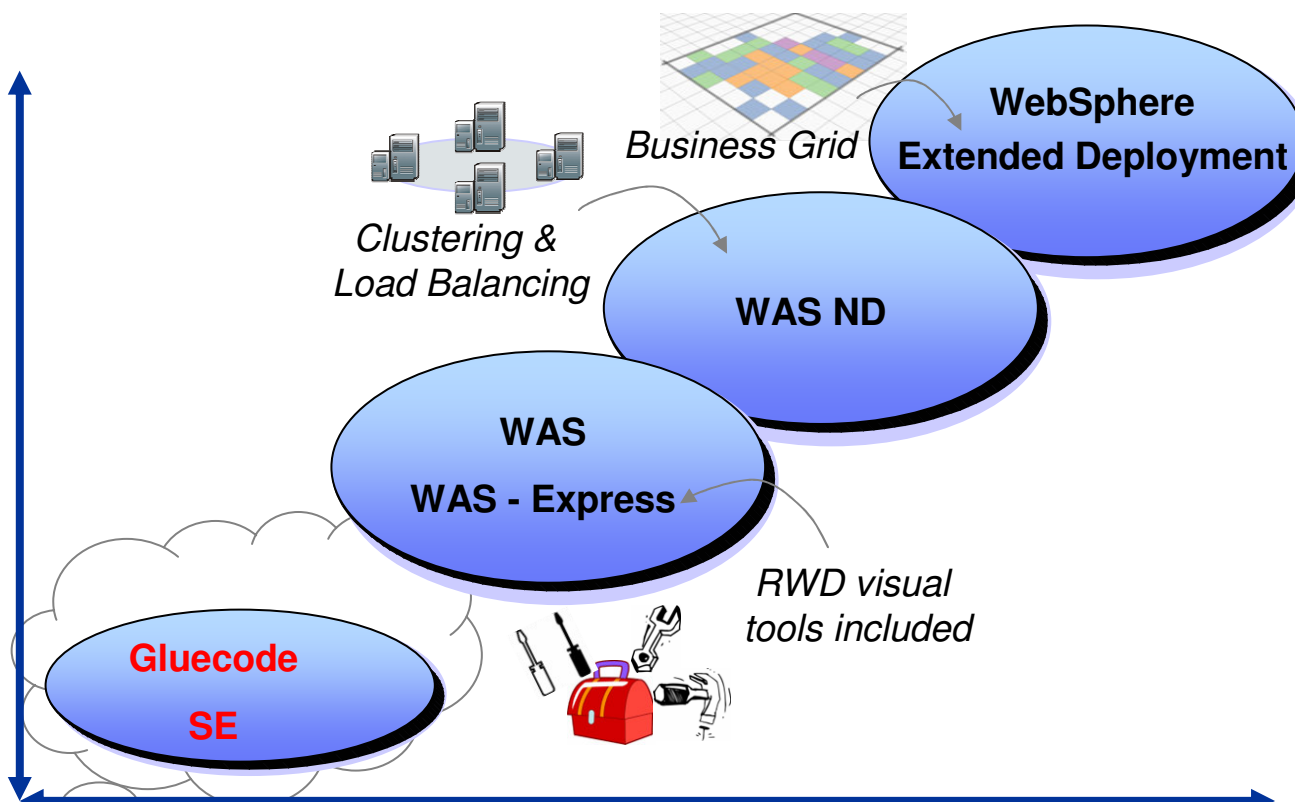 WebSphere
Extended Deployment
Business Grid
Clustering &
Load Balancing
WAS ND
WAS
WAS - Express
RWD visual
tools included
Gluecode
SE